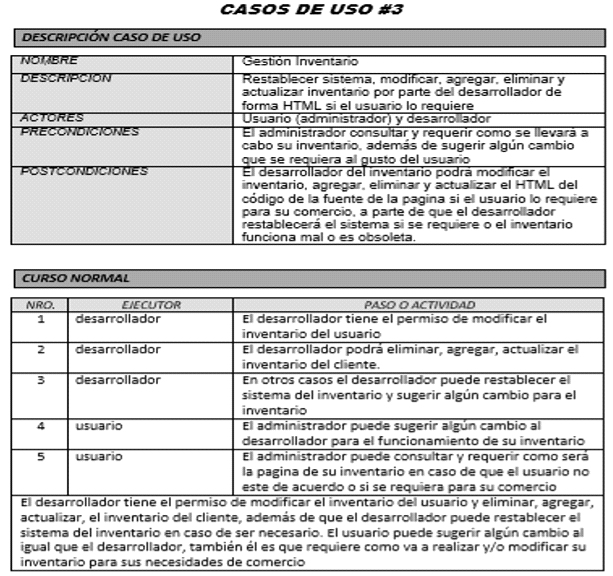 CASOS DE USO #3
DESCRIPCIÓN CASO DE USO
NOMBRE Gestión Inventario
DESCRIPCION Restablecer sistema, modificar, agregar, eliminar y
actualizar inventario por parte del desarrollador de
forma HTML si el usuario lo requiere
ACTORES Usuario (administrador) y desarrollador
PRECONDICIONES El administrador consultar y requerir como se llevará a
cabo su inventario, además de sugerir algún cambio
que se requiera al gusto del usuario
POSTCONDICIONES El desarrollador del inventario podrá modificar el
inventario, agregar, eliminar y actualizar el HTML del
código de la fuente de la pagina si el usuario lo requiere
para su comercio, a parte de que el desarrollador
restablecerá el sistema si se requiere o el inventario
funciona mal o es obsoleta.
CURSO NORMAL
NRO. EJECUTOR PASO O ACTIVIDAD
1 desarrollador El desarrollador tiene el permiso de modificar el
inventario del usuario
2 desarrollador El desarrollador podrá eliminar, agregar, actualizar el
inventario del cliente.
3 desarrollador En otros casos el desarrollador puede restablecer el
sistema del inventario y sugerir algún cambio para el
inventario
4 usuario El administrador puede sugerir algún cambio al
desarrollador para el funcionamiento de su inventario
5 usuario El administrador puede consultar y requerir como será
la pagina de su inventario en caso de que el usuario no
este de acuerdo o si se requiera para su comercio
El desarrollador tiene el permiso de modificar el inventario del usuario y eliminar, agregar,
actualizar, el inventario del cliente, además de que el desarrollador puede restablecer el
sistema del inventario en caso de ser necesario. El usuario puede sugerir algún cambio al
igual que el desarrollador, también él es que requiere como va a realizar y/o modificar su
inventario para sus necesidades de comercio